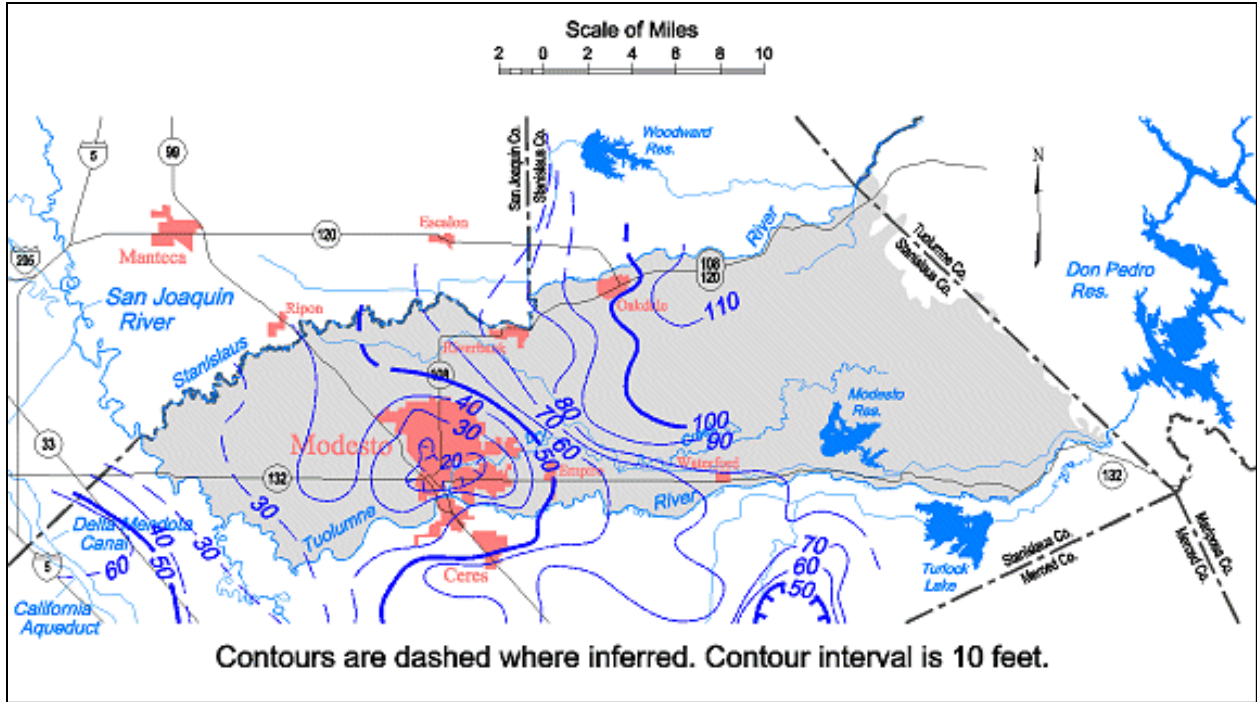 Scale of Miles
2 0 2 4 6 8 10
San Joaquin Co.
Stanislaus Co.
Woodward
Res.
N
5
99
Escalon
120
Manteca
205
River
108
120
Tuolumne Co.
Stanislaus Co.
Don Pedro
Res.
San Joaquin
River
Ripon
Oakdale
110
Stanislaus
Riverbank
108
Modesto
Res.
40
80
100
33
Modesto
30
70
90
60
20
50
Empire
Waterford
132
132
30
River
Tuolumne
Delta Mendota
Canal
40
30
60
50
5
Ceres
70
60
50
Turlock
Lake
Stanislaus Co.
Merced Co.
Mariposa Co.
Merced Co.
California
Aqueduct
Contours are dashed where inferred. Contour interval is 10 feet.